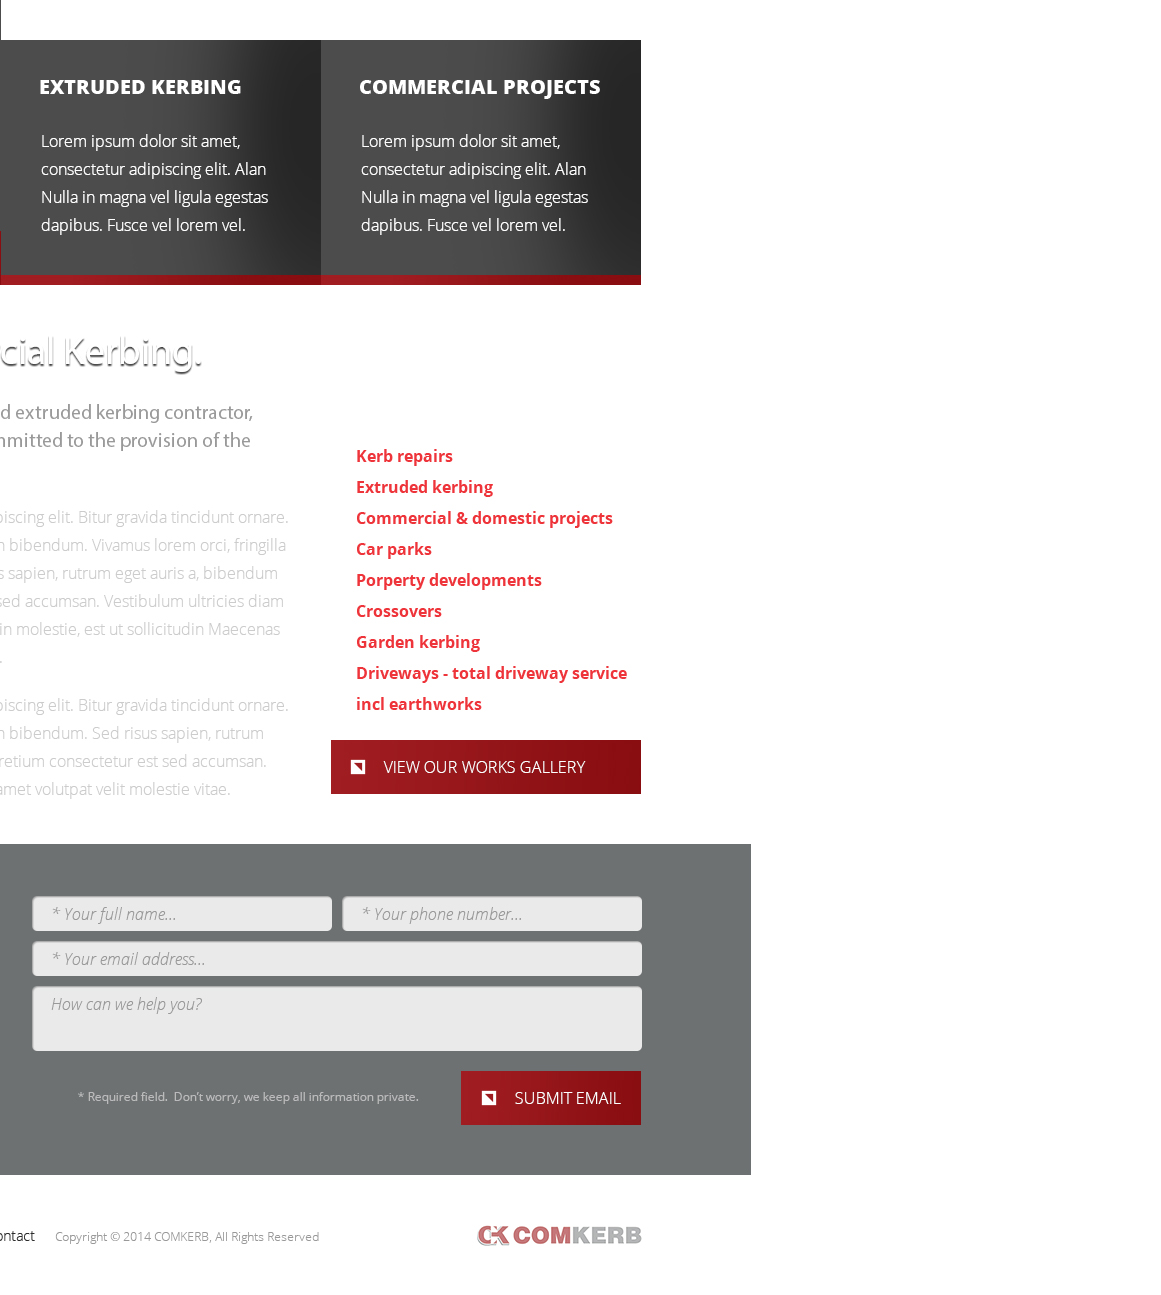 EXTRUDED KERBING
Lorem ipsum dolor sit amet,
consectetur adipiscing elit. Alan
Nulla in magna vel ligula egestas
dapibus. Fusce vel lorem vel.
COMMERCIAL PROJECTS
Lorem ipsum dolor sit amet,
consectetur adipiscing elit. Alan
Nulla in magna vel ligula egestas
dapibus. Fusce vel lorem vel.
cial Kerbing.
d extruded kerbing contractor,
mmitted to the provision of the
piscing elit. Bitur gravida tincidunt ornare.
n bibendum. Vivamus lorem orci, fringilla
s sapien, rutrum eget auris a, bibendum
sed accumsan. Vestibulum ultricies diam
in molestie, est ut sollicitudin Maecenas
.
piscing elit. Bitur gravida tincidunt ornare.
n bibendum. Sed risus sapien, rutrum
retium consectetur est sed accumsan.
amet volutpat velit molestie vitae.
Kerb repairs
Extruded kerbing
Commercial & domestic projects
Car parks
Porperty developments
Crossovers
Garden kerbing
Driveways - total driveway service
incl earthworks
VIEW OUR WORKS GALLERY
* Your full name...
* Your phone number...
* Your email address...
How can we help you?
* Required field.  Don't worry, we keep all information private.
SUBMIT EMAIL
ontact
Copyright © 2014 COMKERB, All Rights Reserved
CK COMKERB